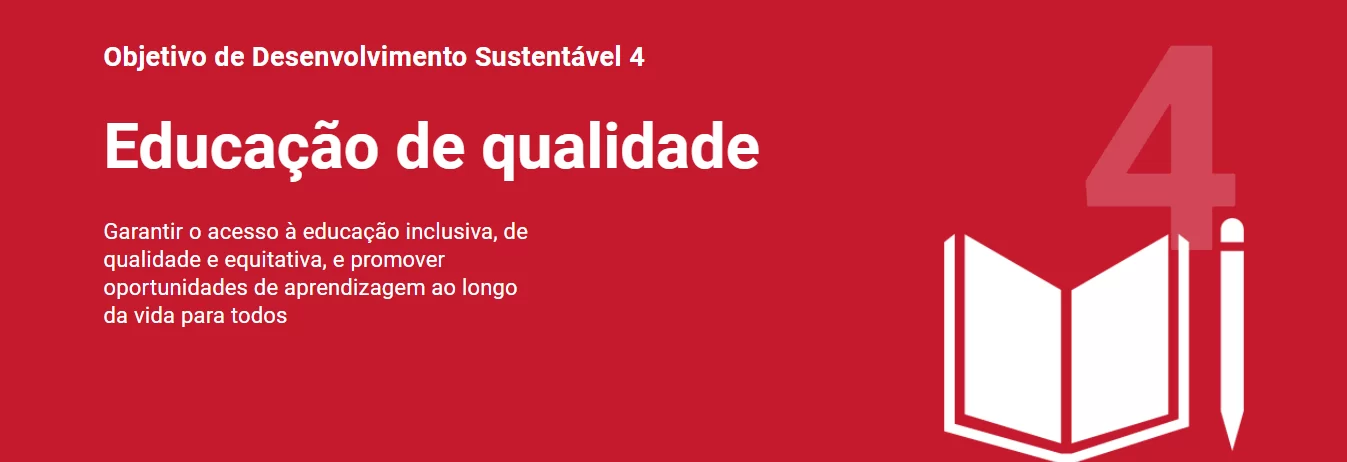 Objetivo de Desenvolvimento Sustentável 4
Educação de qualidade
Garantir o acesso à educação inclusiva, de
qualidade e equitativa, e promover
oportunidades de aprendizagem ao longo
da vida para todos
4